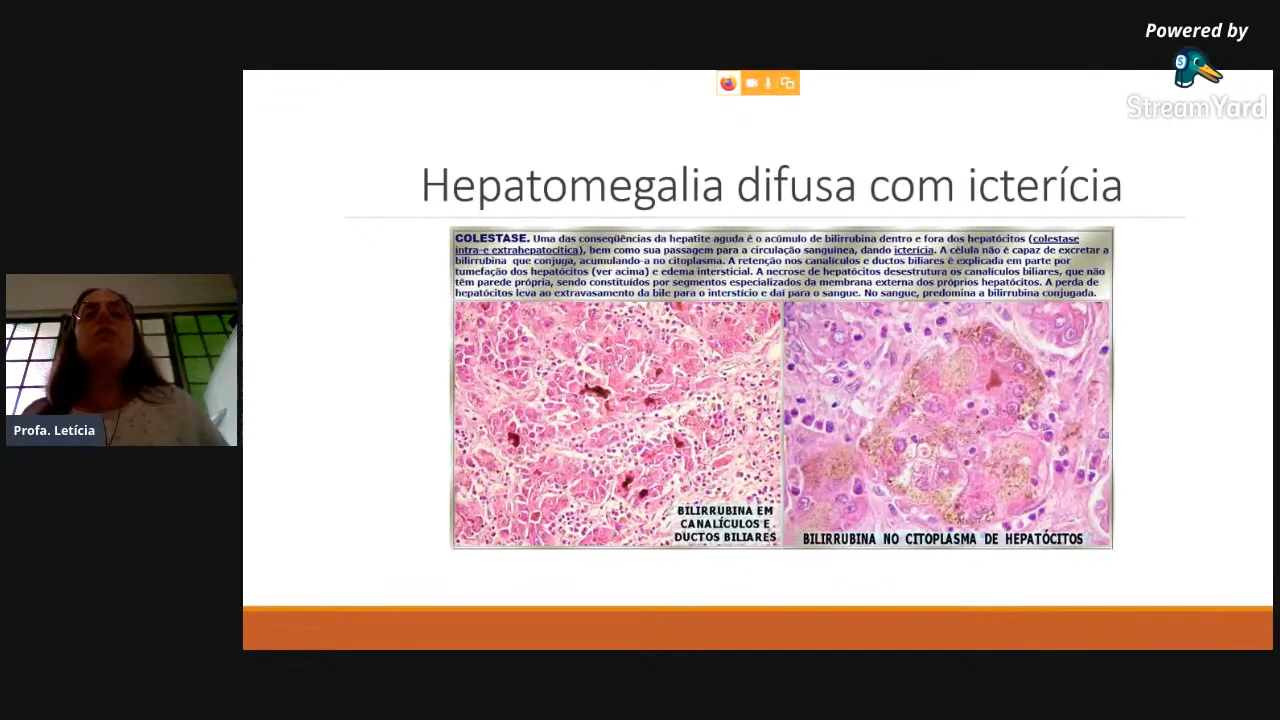 Powered by
StreamYard
Hepatomegalia difusa com icterícia
COLESTASE. Uma das conseqüências da hepatite aguda é o acúmulo de bilirrubina dentro e fora dos hepatócitos (colestase
intra-e extrahepatocítica), bem como sua passagem para a circulação sanguínea, dando icterícia. A célula não é capaz de excretar a
bilirrubina que conjuga, acumulando-a no citoplasma. A retenção nos canalículos e ductos biliares é explicada em parte por
tumefação dos hepatócitos (ver acima) e edema intersticial. A necrose de hepatócitos desestrutura os canalículos biliares, que não
têm parede própria, sendo constituídos por segmentos especializados da membrana externa dos próprios hepatócitos. A perda de
hepatócitos leva ao extravasamento da bile para o interstício e daí para o sangue. No sangue, predomina a bilirrubina conjugada.
BILIRRUBINA EM
CANALÍCULOS E
DUCTOS BILIARES
BILIRRUBINA NO CITOPLASMA DE HEPATÓCITOS
Profa. Letícia